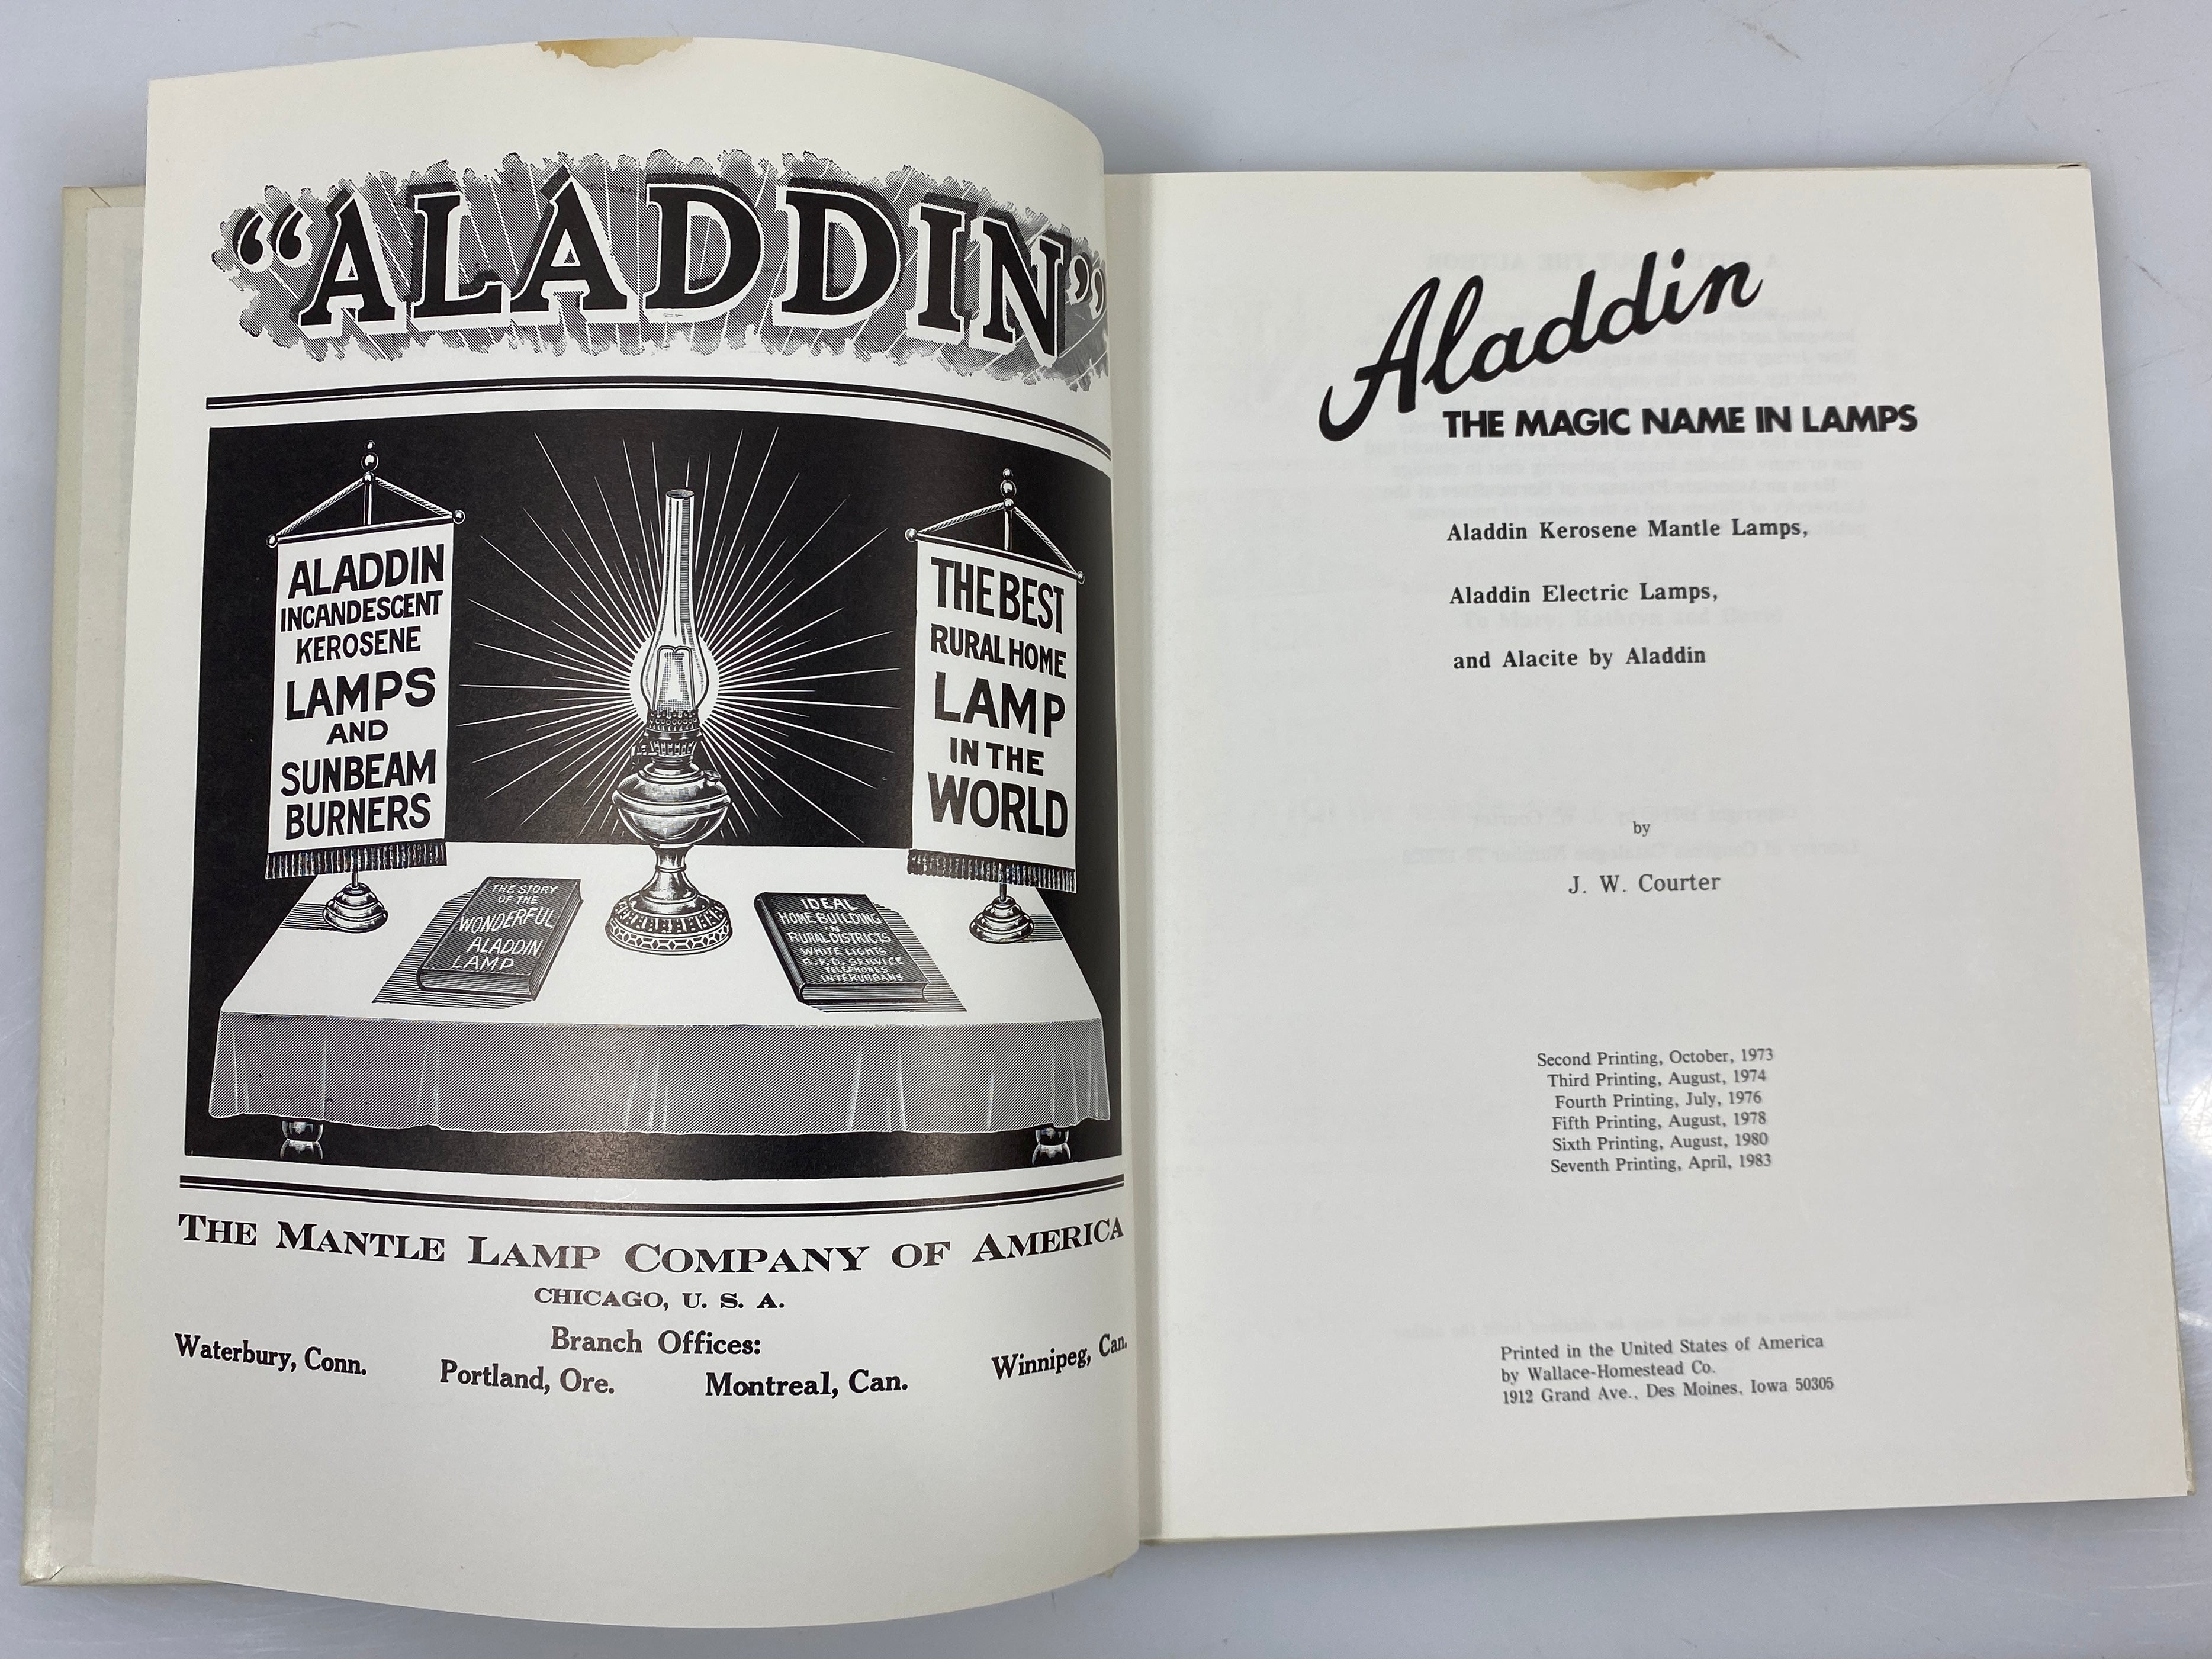 “ALADDIN”
ALADDIN
INCANDESCENT
KEROSENE
LAMPS
AND
SUNBEAM
BURNERS
THE BEST
RURAL HOME
LAMP
IN THE
WORLD
THE STORY
OF THE
WONDERFUL
ALADDIN
LAMP
IDEAL
HOME BUILDING
IN
RURAL DISTRICTS
WHITE LIGHTS
R.F.D. SERVICE
TELEPHONES
INTERURBANS
THE MANTLE LAMP COMPANY OF AMERICA
CHICAGO, U. S. A.
Branch Offices:
Waterbury, Conn. Portland, Ore. Montreal, Can. Winnipeg, Can.
Aladdin
THE MAGIC NAME IN LAMPS
Aladdin Kerosene Mantle Lamps,
Aladdin Electric Lamps,
and Alacite by Aladdin
by
J. W. Courter
Second Printing, October, 1973
Third Printing, August, 1974
Fourth Printing, July, 1976
Fifth Printing, August, 1978
Sixth Printing, August, 1980
Seventh Printing, April, 1983
Printed in the United States of America
by Wallace-Homestead Co.
1912 Grand Ave., Des Moines, Iowa 50305